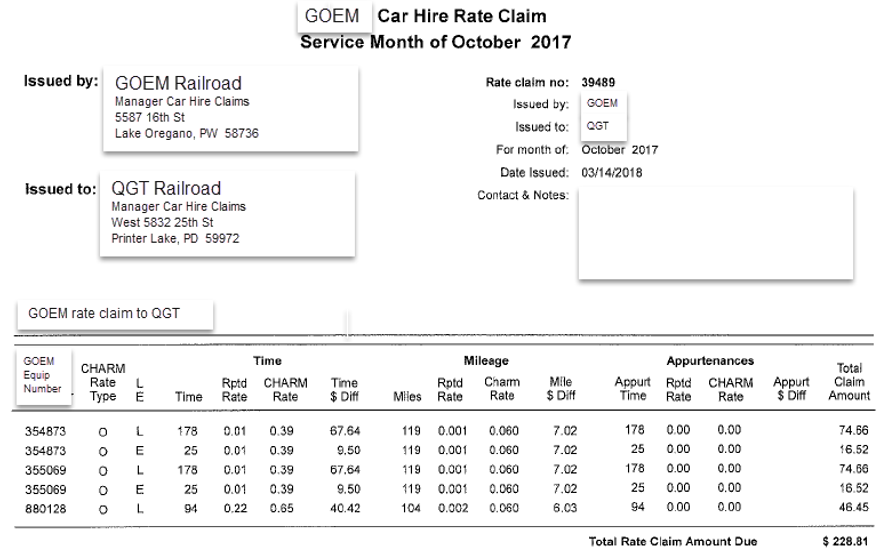 GOEM Car Hire Rate Claim
Service Month of October 2017
Issued by: GOEM Railroad
Manager Car Hire Claims
5587 16th St
Lake Oregano, PW 58736
Rate claim no: 39489
Issued by: GOEM
Issued to: QGT
For month of: October 2017
Date Issued: 03/14/2018
Contact & Notes:
Issued to: QGT Railroad
Manager Car Hire Claims
West 5832 25th St
Printer Lake, PD 59972
GOEM rate claim to QGT
Time Mileage Appurtenances
GOEM Equip Number CHARM Rate Type L E Time Rptd Rate CHARM Rate Time $ Diff Miles Rptd Rate Charm Rate Mile $ Diff Appurt Time Rptd Rate CHARM Rate Appurt $ Diff Total Claim Amount
354873 O L 178 0.01 0.39 67.64 119 0.001 0.060 7.02 178 0.00 0.00 74.66
354873 O E 25 0.01 0.39 9.50 119 0.001 0.060 7.02 25 0.00 0.00 16.52
355069 O L 178 0.01 0.39 67.64 119 0.001 0.060 7.02 178 0.00 0.00 74.66
355069 O E 25 0.01 0.39 9.50 119 0.001 0.060 7.02 25 0.00 0.00 16.52
880128 O L 94 0.22 0.65 40.42 104 0.002 0.060 6.03 94 0.00 0.00 46.45
Total Rate Claim Amount Due $ 228.81